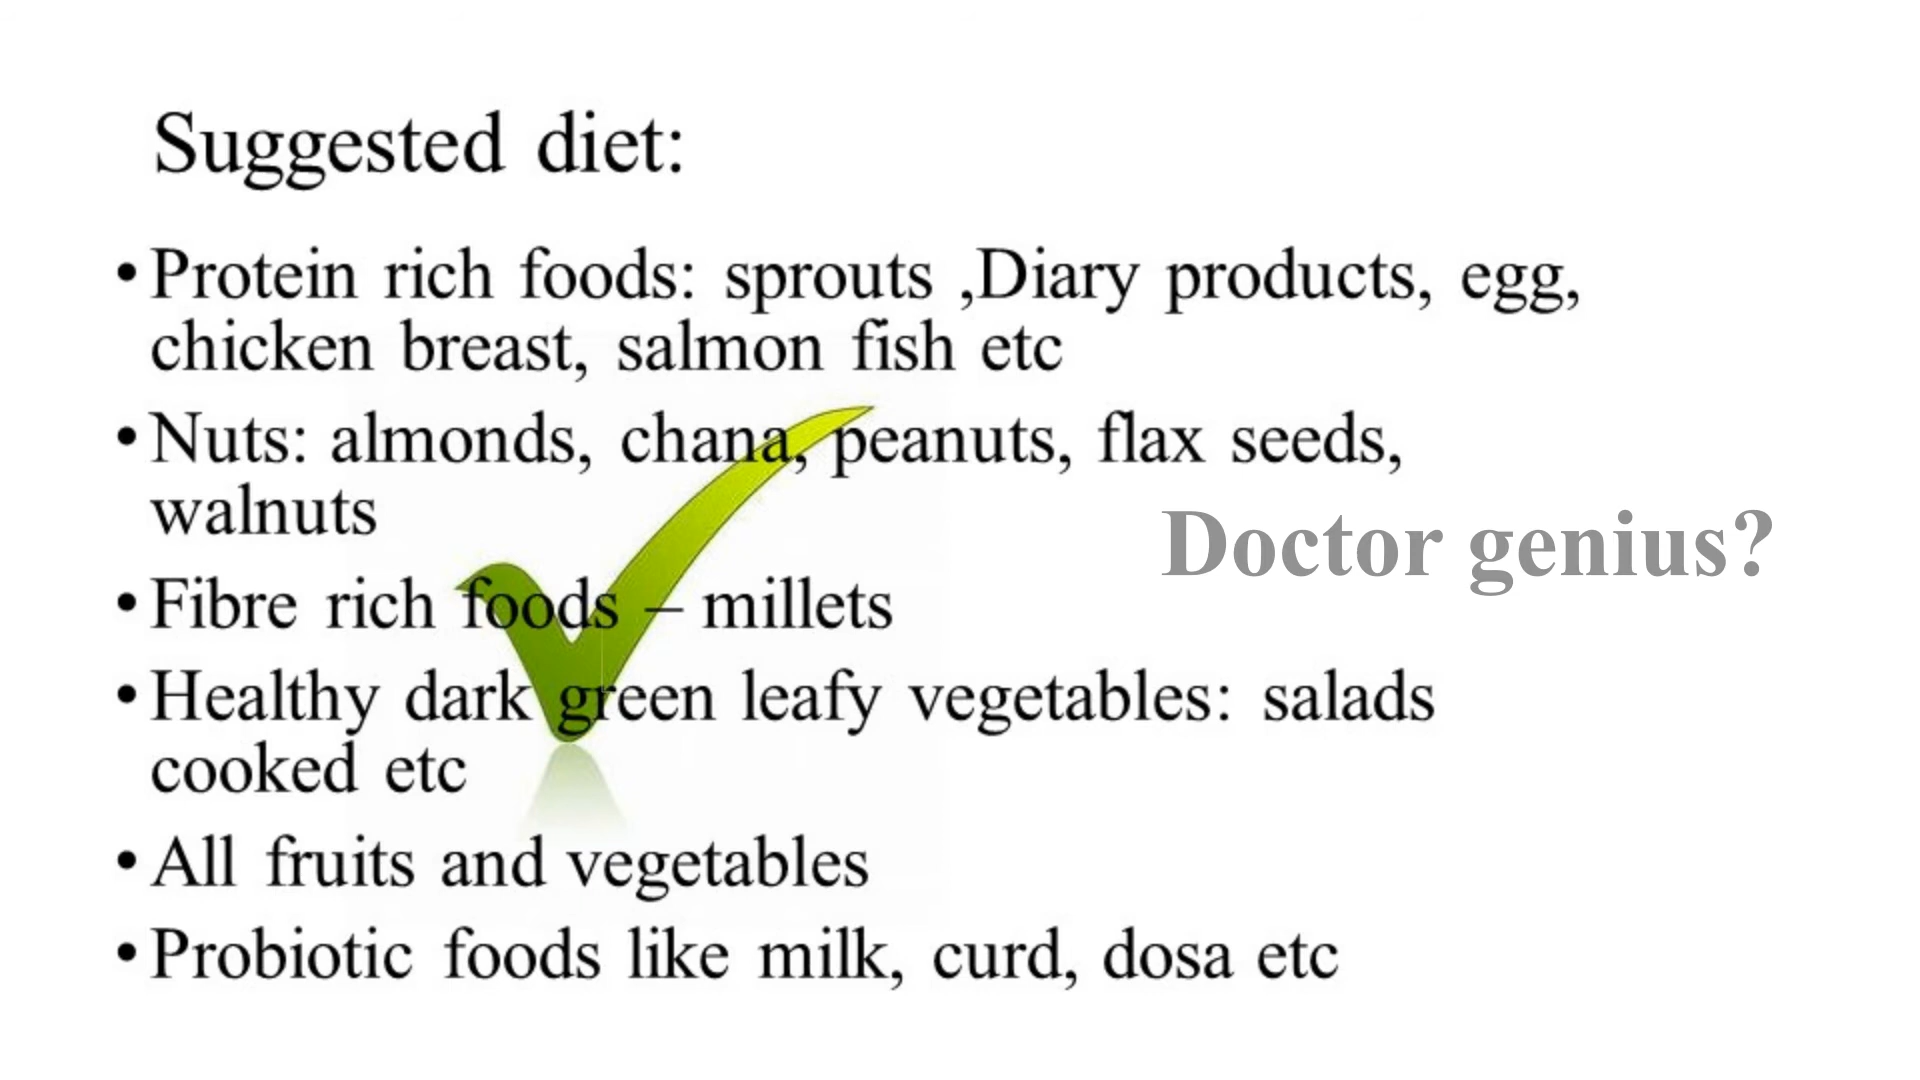 Suggested diet:
• Protein rich foods: sprouts ,Diary products, egg,
chicken breast, salmon fish etc
• Nuts: almonds, chana, peanuts, flax seeds,
walnuts
Doctor genius?
• Fibre rich foods – millets
• Healthy dark green leafy vegetables: salads
cooked etc
• All fruits and vegetables
• Probiotic foods like milk, curd, dosa etc